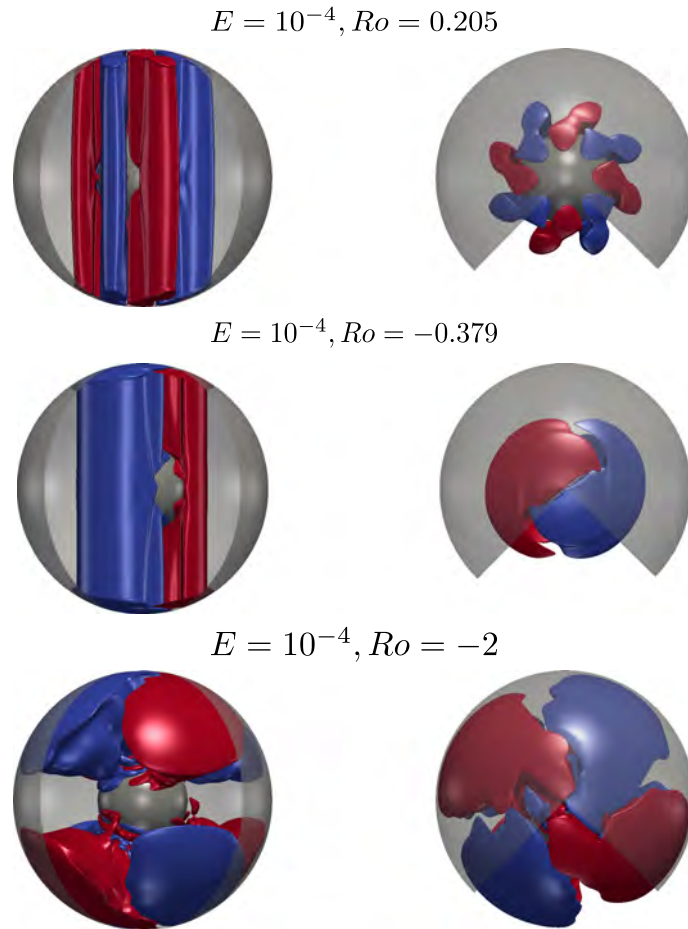 E = 10⁻⁴, Ro = 0.205
E = 10⁻⁴, Ro = −0.379
E = 10⁻⁴, Ro = −2